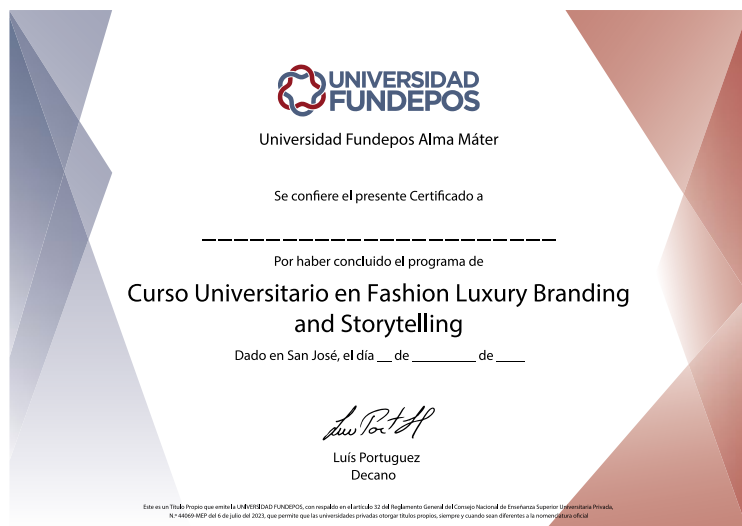 UNIVERSIDAD
FUNDEPOS
Universidad Fundepos Alma Máter
Se confiere el presente Certificado a
Por haber concluido el programa de
Curso Universitario en Fashion Luxury Branding
and Storytelling
Dado en San José, el día __ de ________ de ____
Luís Portuguez
Decano
Este es un Título Propio que emite la UNIVERSIDAD FUNDEPOS, con respaldo en el artículo 32 del Reglamento General del Consejo Nacional de Enseñanza Superior Universitaria Privada,
N.º 44069-MEP del 6 de julio del 2023, que permite que las universidades privadas otorgar títulos propios, siempre y cuando sean diferentes a la nomenclatura oficial